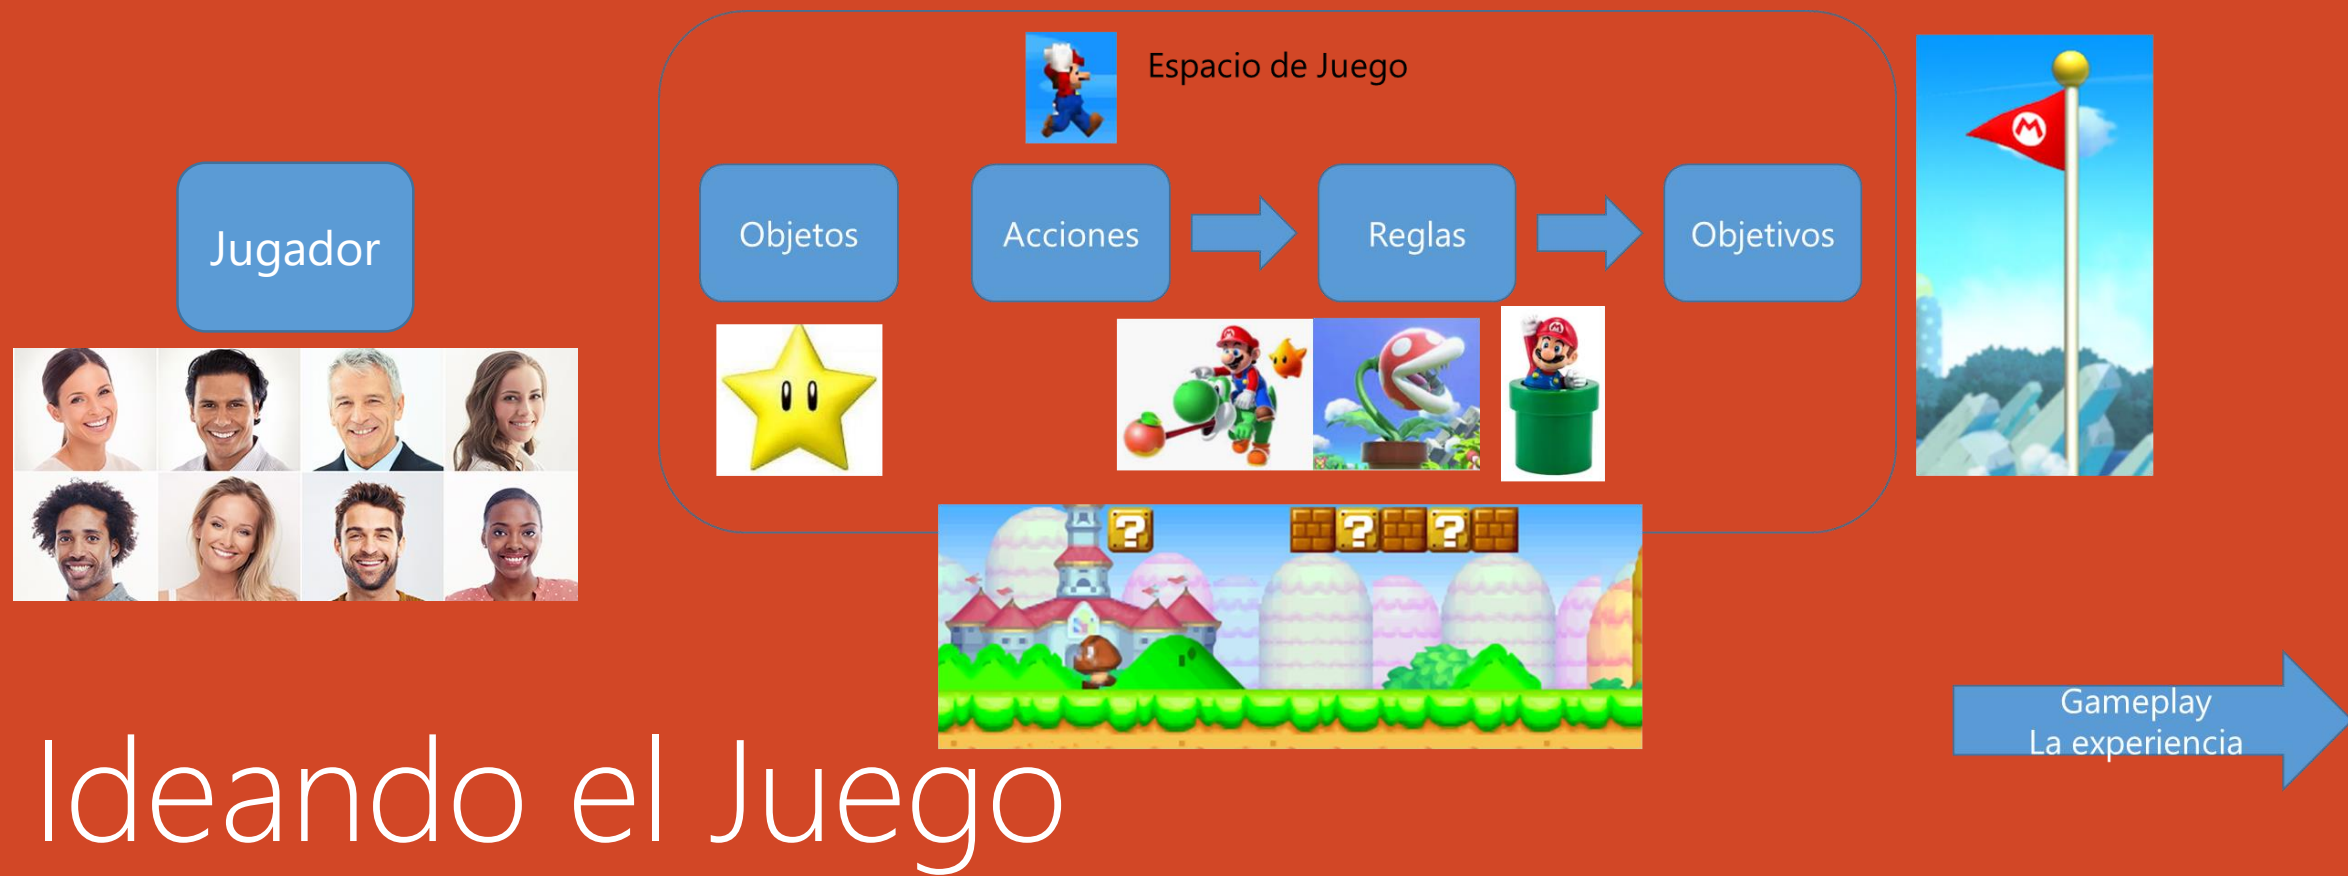 Espacio de Juego
Jugador
Objetos
Acciones
Reglas
Objetivos
Gameplay
La experiencia
Ideando el Juego